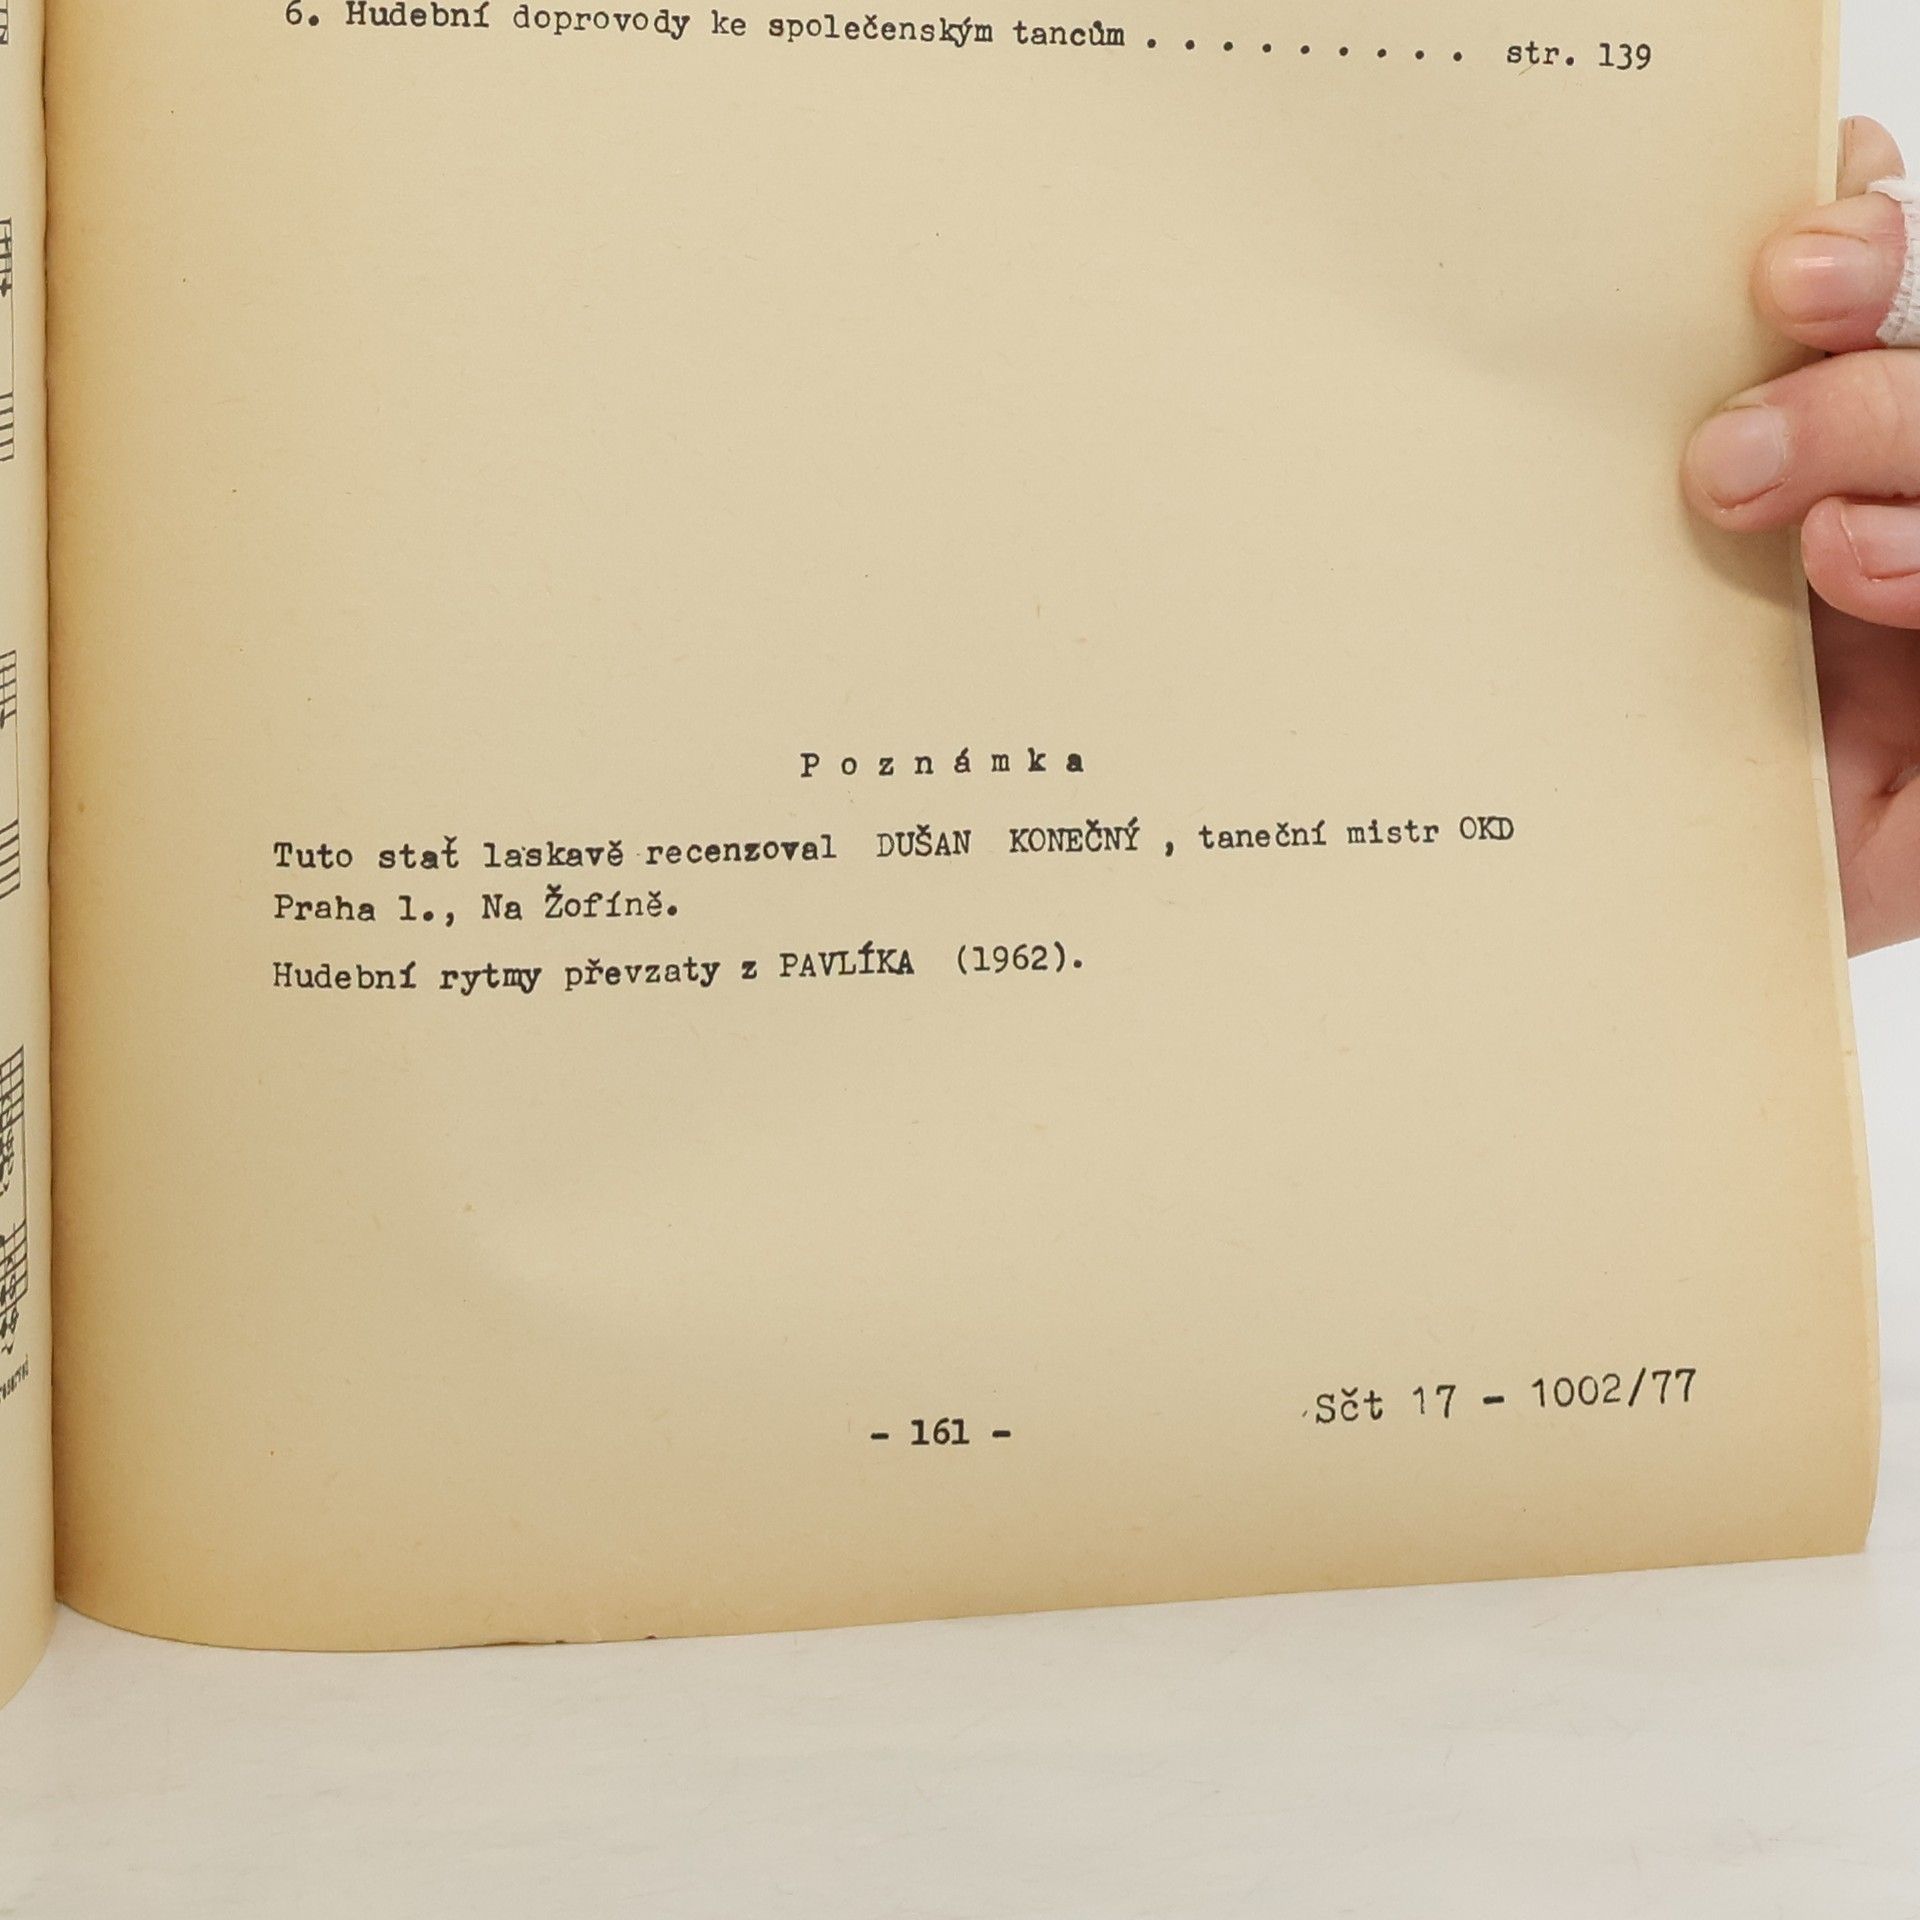 6. Hudební doprovody ke společenským tancům . . . . . . . . . str. 139
P o z n á m k a
Tuto stať laskavě recenzoval DUŠAN KONEČNÝ , taneční mistr OKD
Praha 1., Na Žofíně.
Hudební rytmy převzaty z PAVLÍKA (1962).
- 161 -
Sčt 17 - 1002/77